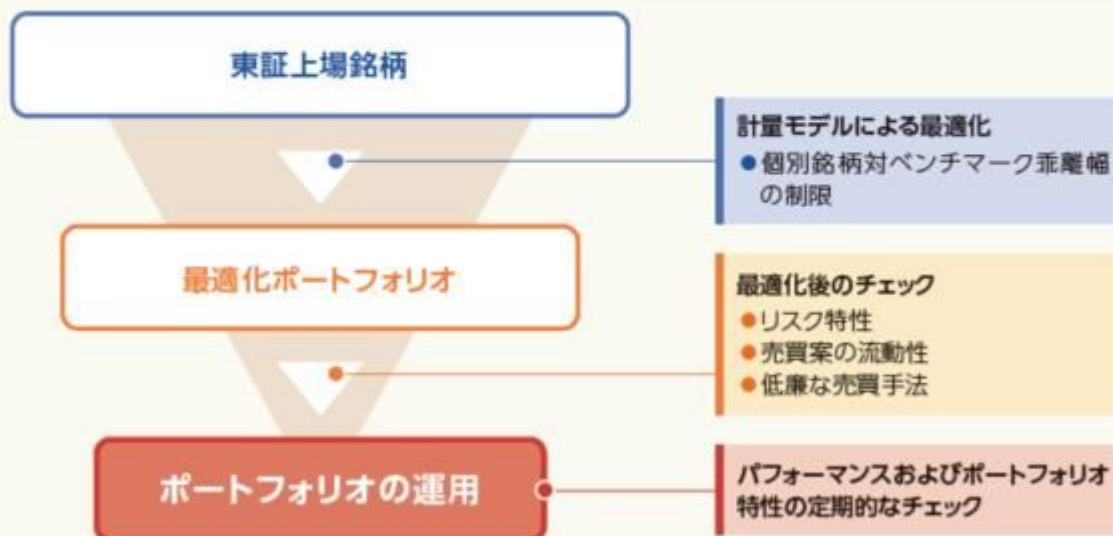 東証上場銘柄
計量モデルによる最適化
●個別銘柄対ベンチマーク乖離幅
の制限
最適化ポートフォリオ
最適化後のチェック
●リスク特性
●売買案の流動性
●低廉な売買手法
ポートフォリオの運用
パフォーマンスおよびポートフォリオ
特性の定期的なチェック